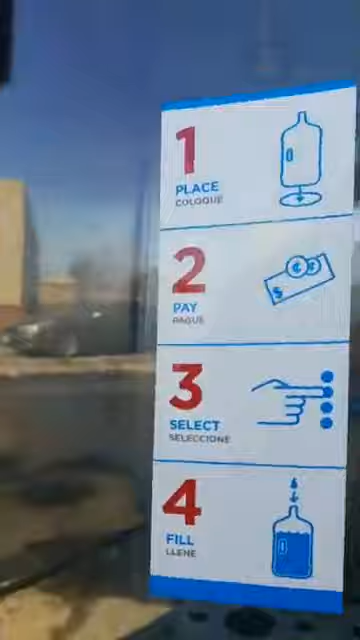 1
PLACE
COLOQUE
2
PAY
PAGUE
$ ¢ ¢
3
SELECT
SELECCIONE
4
FILL
LLENE